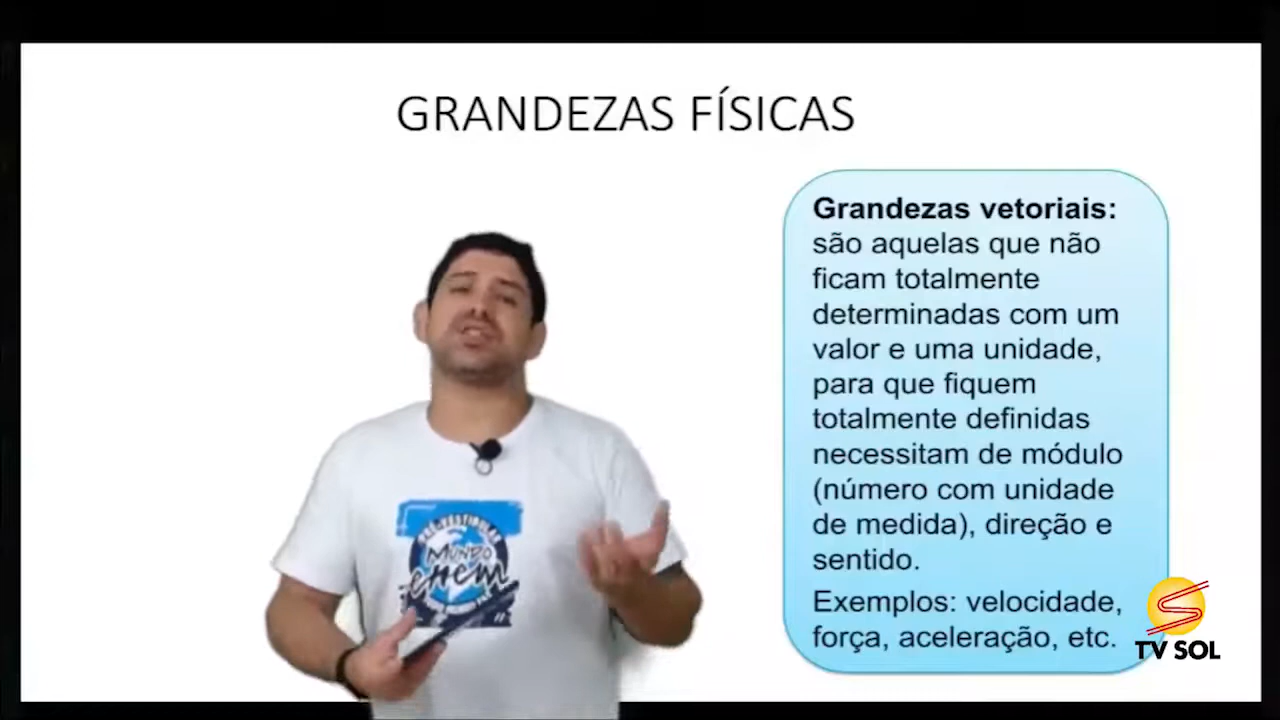 GRANDEZAS FÍSICAS
Grandezas vetoriais:
são aquelas que não
ficam totalmente
determinadas com um
valor e uma unidade,
para que fiquem
totalmente definidas
necessitam de módulo
(número com unidade
de medida), direção e
sentido.
Exemplos: velocidade,
força, aceleração, etc.
PRÉ-VESTIBULAR
MUNDO
enem
TV SOL